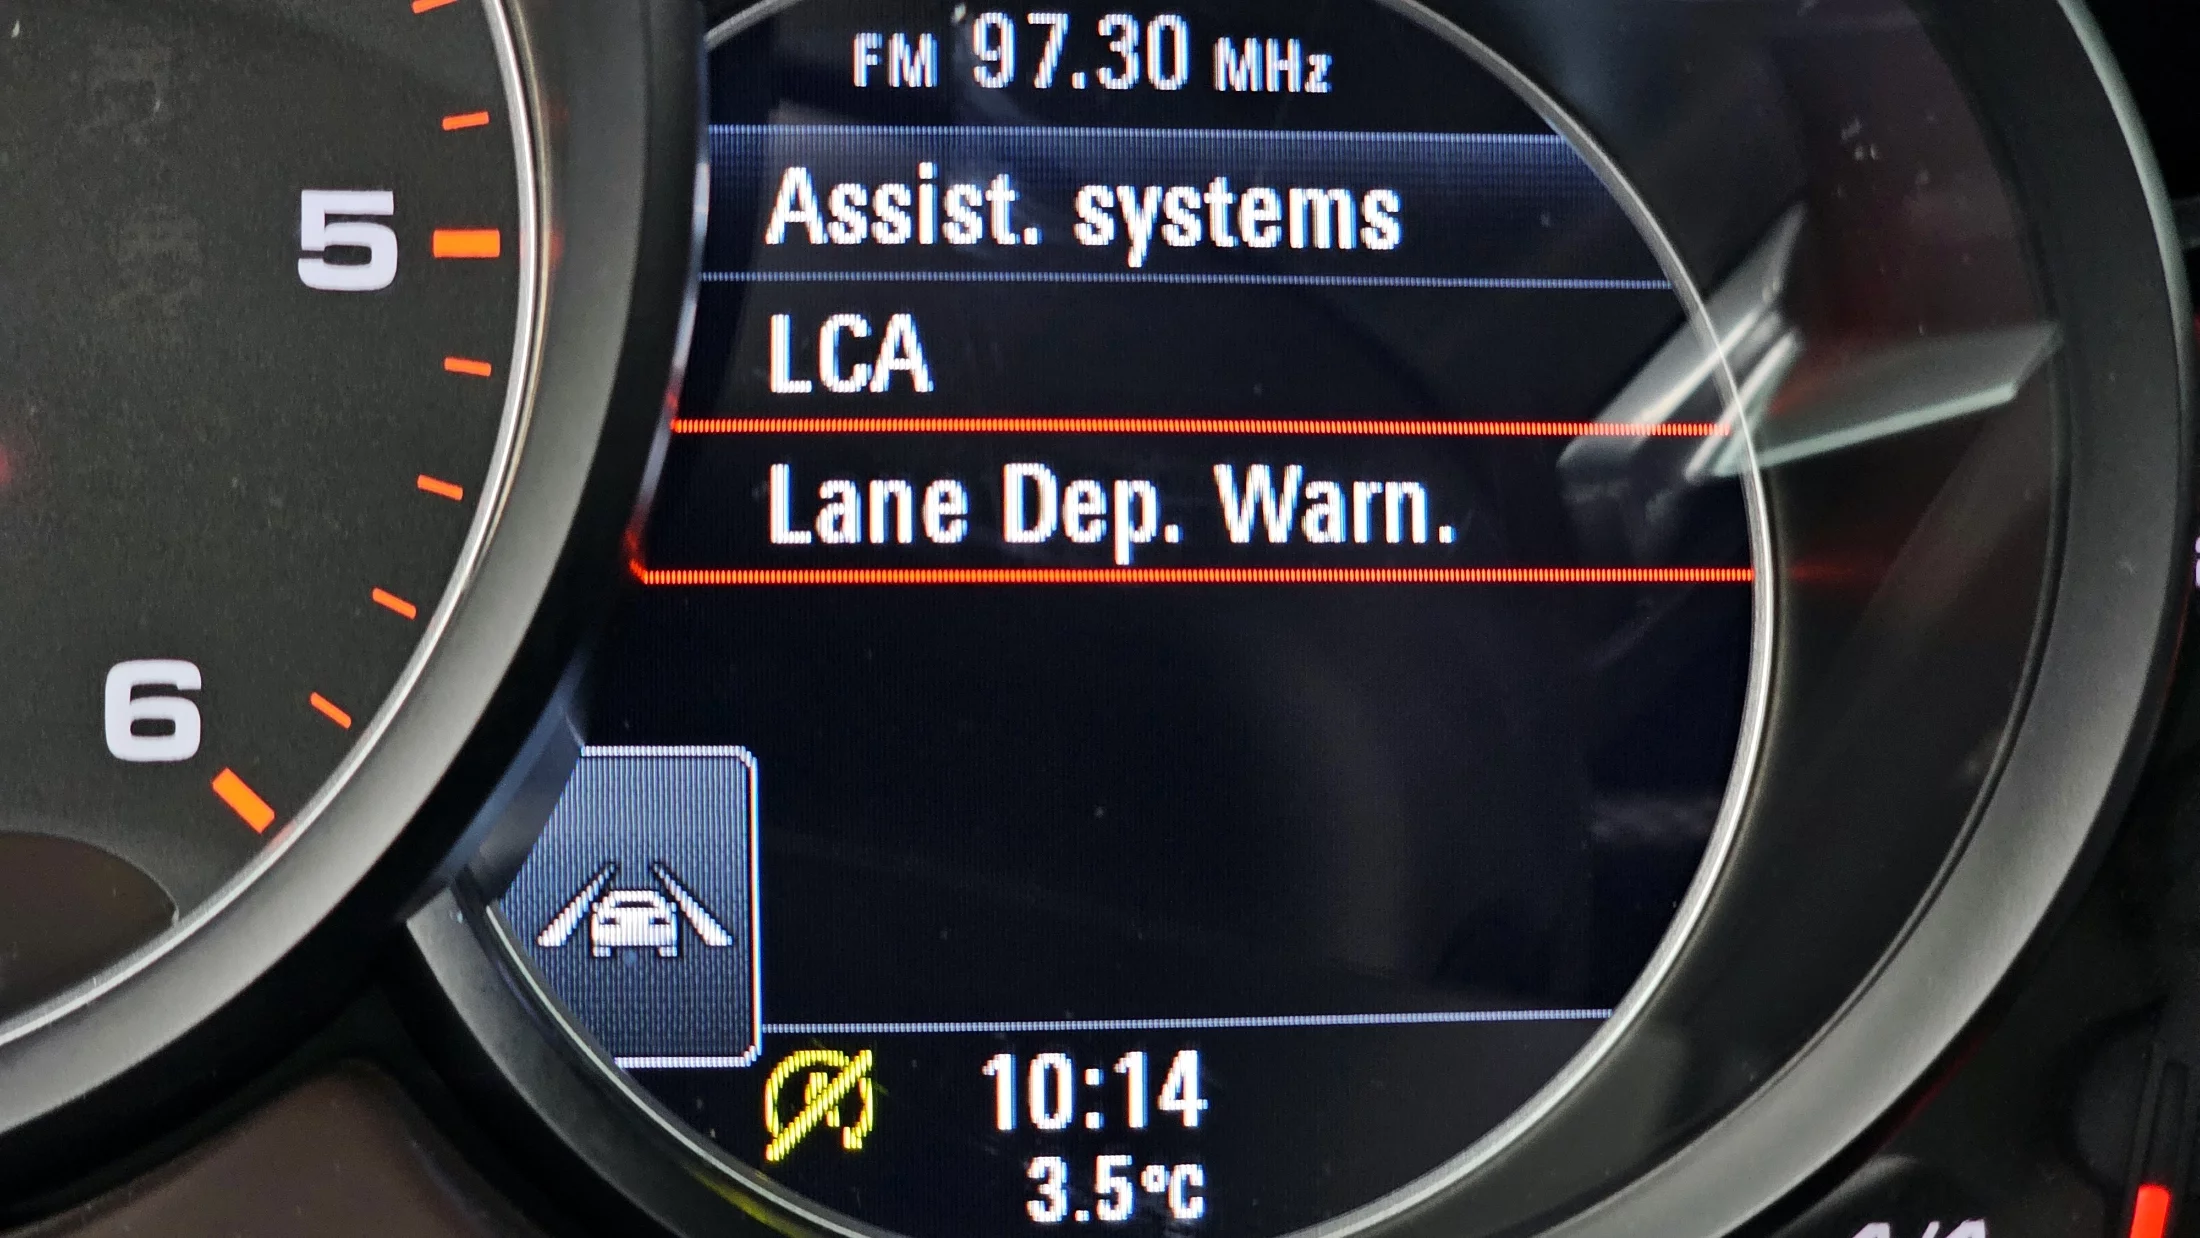 FM 97.30 MHz
Assist. systems
LCA
Lane Dep. Warn.
5
6
10:14
3.5°C